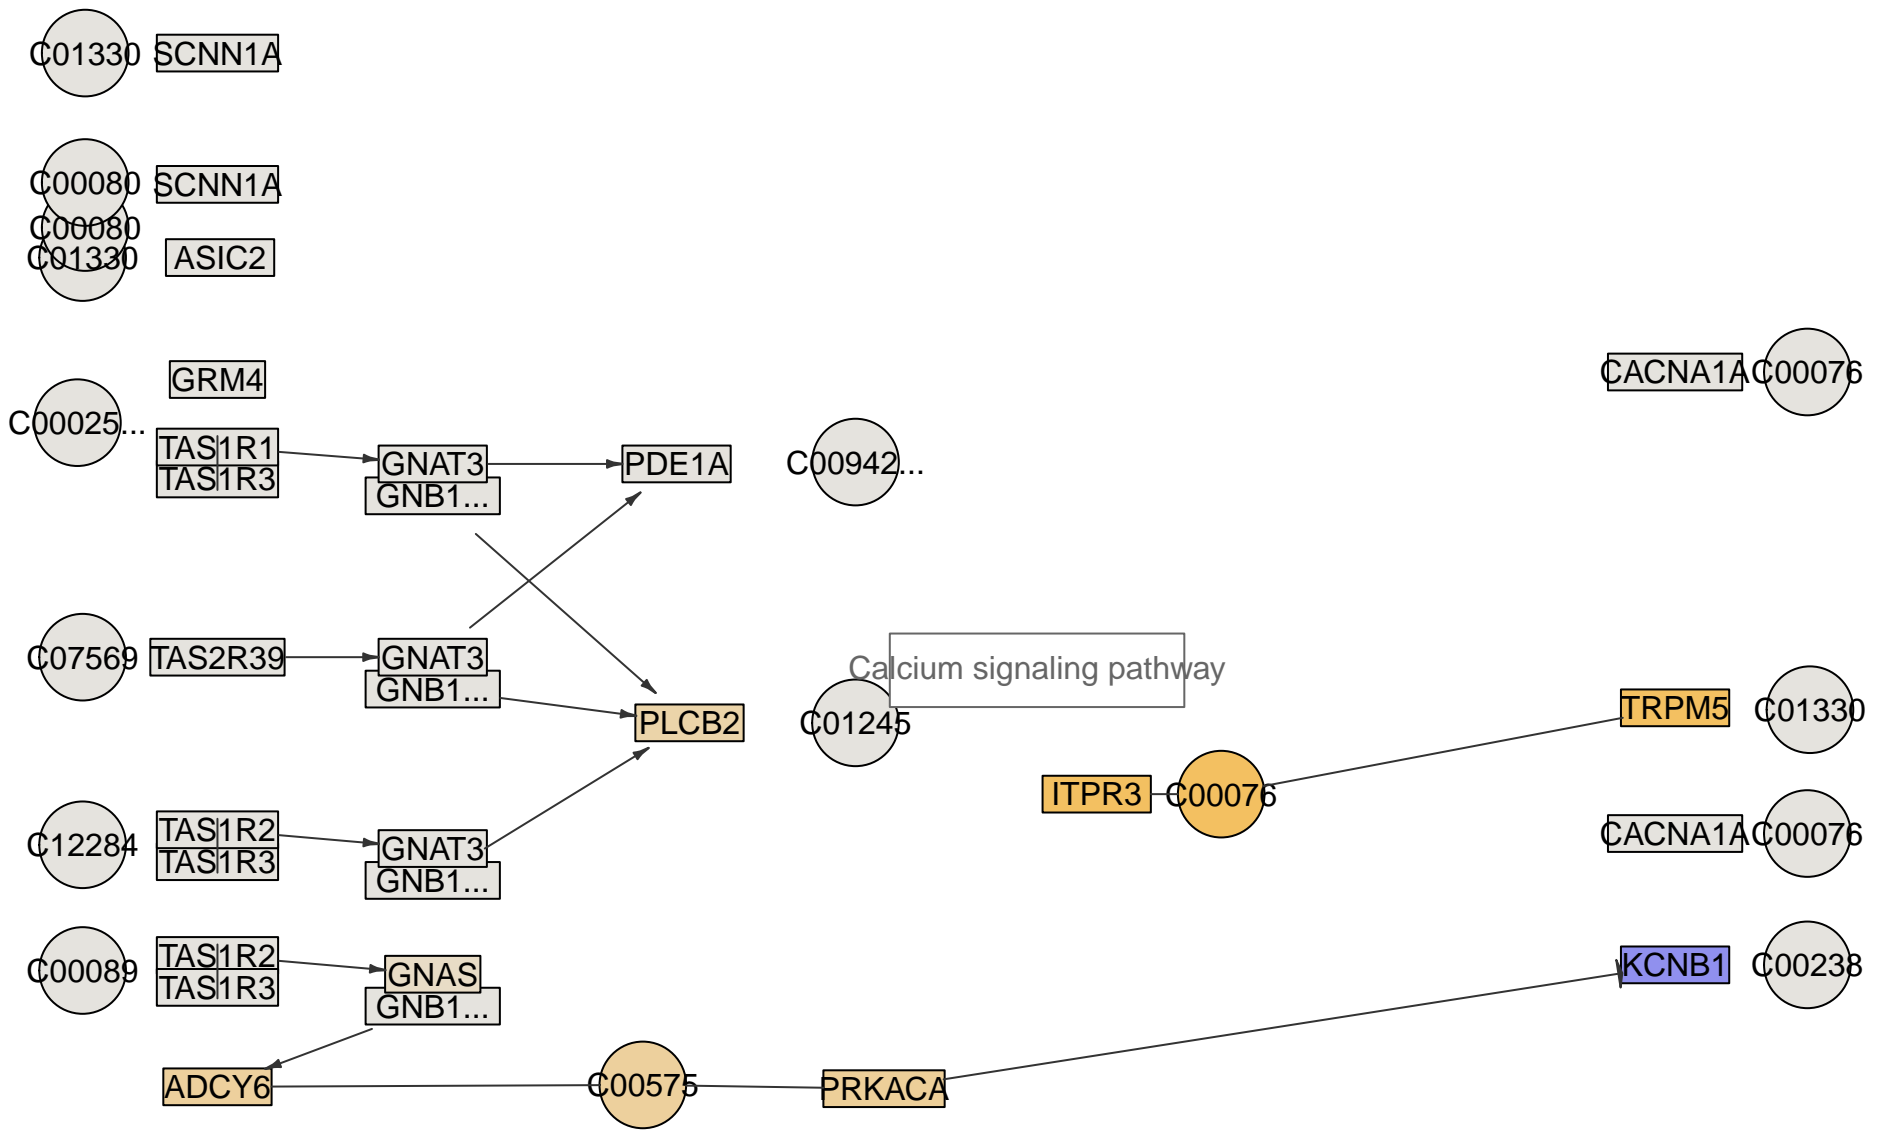 C01330 SCNN1A
C00080 SCNN1A
C00080
C01330 ASIC2
GRM4
CACNA1A C00076
C00025...
TAS1R1
TAS1R3
GNAT3
GNB1...
PDE1A
C00942...
C07569 TAS2R39
GNAT3
GNB1...
Calcium signaling pathway
PLCB2
C01245
TRPM5 C01330
ITPR3 C00076
C12284
TAS1R2
TAS1R3
GNAT3
GNB1...
CACNA1A C00076
C00089
TAS1R2
TAS1R3
GNAS
GNB1...
KCNB1 C00238
ADCY6 C00575 PRKACA